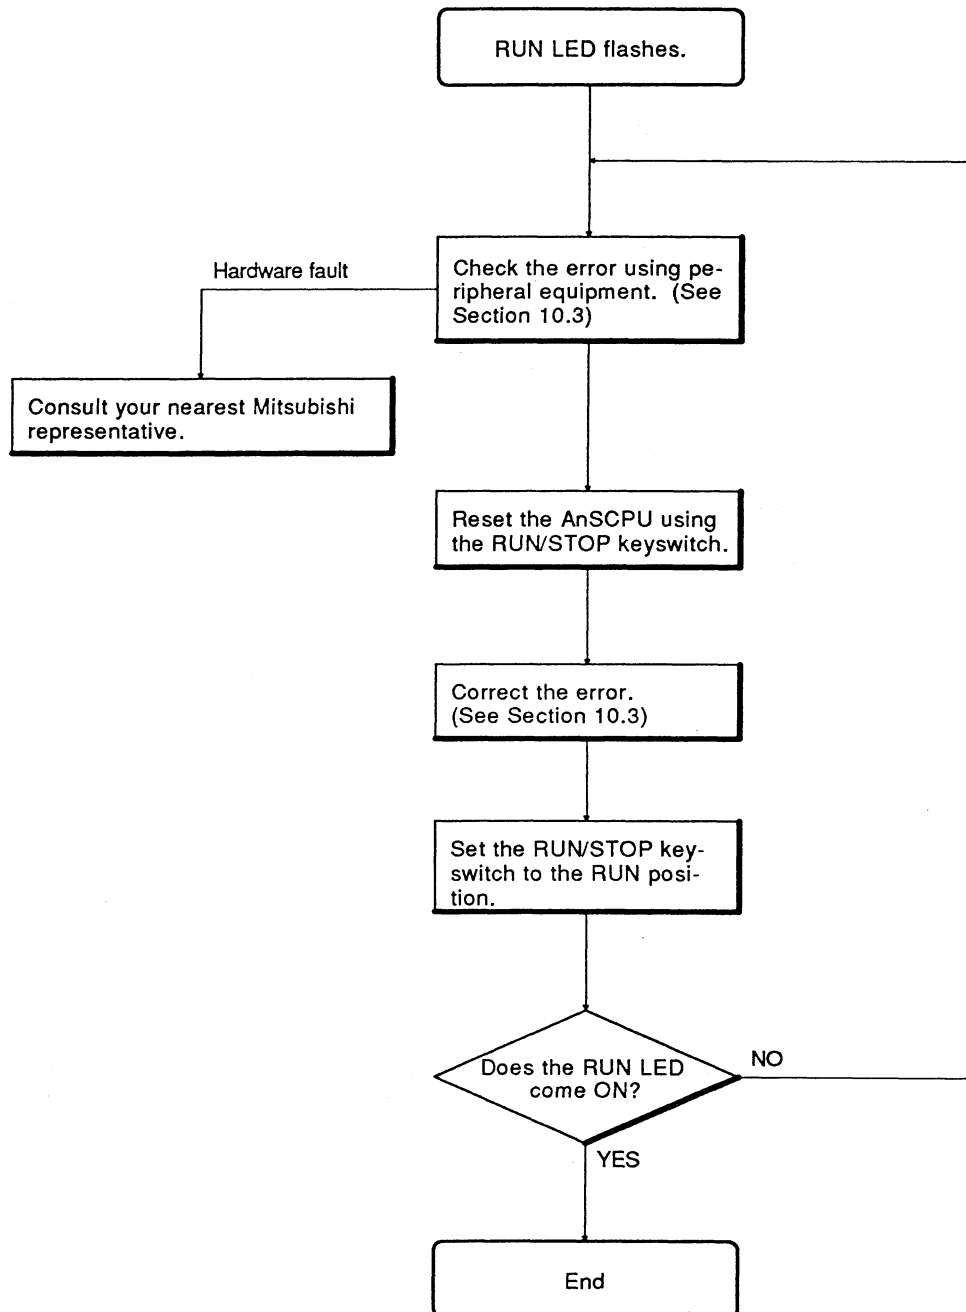 RUN LED flashes.
Hardware fault
Check the error using pe-
ripheral equipment. (See
Section 10.3)
Consult your nearest Mitsubishi
representative.
Reset the AnSCPU using
the RUN/STOP keyswitch.
Correct the error.
(See Section 10.3)
Set the RUN/STOP key-
switch to the RUN posi-
tion.
Does the RUN LED
come ON?
NO
YES
End